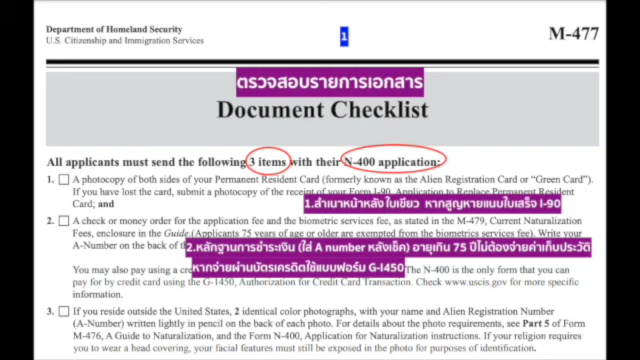 Department of Homeland Security
U.S. Citizenship and Immigration Services
1
M-477
ตรวจสอบรายการเอกสาร
Document Checklist
All applicants must send the following 3 items with their N-400 application:
1. A photocopy of both sides of your Permanent Resident Card (formerly known as the Alien Registration Card or "Green Card").
If you have lost the card, submit a photocopy of the receipt of your Form I-90, Application to Replace Permanent Resident
Card; and
1.สำเนาหน้าหลังใบเขียว หากสูญหายแนบใบเสร็จ I-90
2. A check or money order for the application fee and the biometric services fee, as stated in the M-479, Current Naturalization
Fees, enclosure in the Guide. (Applicants 75 years of age or older are exempted from the biometrics services fee). Write your
A-Number on the back of the
2.หลักฐานการชำระเงิน (ใส่ A number หลังเช็ค) อายุเกิน 75 ปีไม่ต้องจ่ายค่าเก็บประวัติ
หากจ่ายผ่านบัตรเครดิตใช้แบบฟอร์ม G-1450
You may also pay using a cre The N-400 is the only form that you can
pay for by credit card using the G-1450, Authorization for Credit Card Transaction. Check www.uscis.gov for more specific
information.
3. If you reside outside the United States, 2 identical color photographs, with your name and Alien Registration Number
(A-Number) written lightly in pencil on the back of each photo. For details about the photo requirements, see Part 5 of Form
M-476, A Guide to Naturalization, and the Form N-400, Application for Naturalization instructions. If your religion requires
you to wear a head covering, your facial features must still be exposed in the photo for purposes of identification.